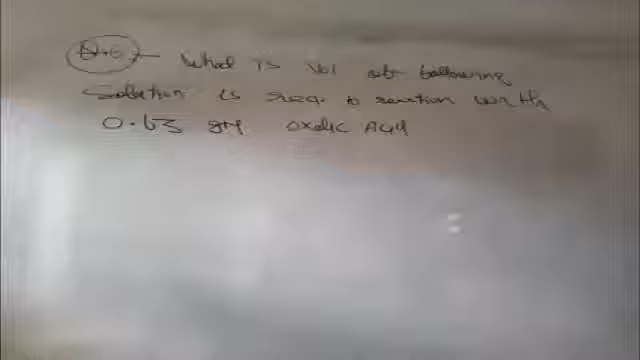 What is vol of following
Solution is req. to reaction with
0.63 gm oxalic Acid